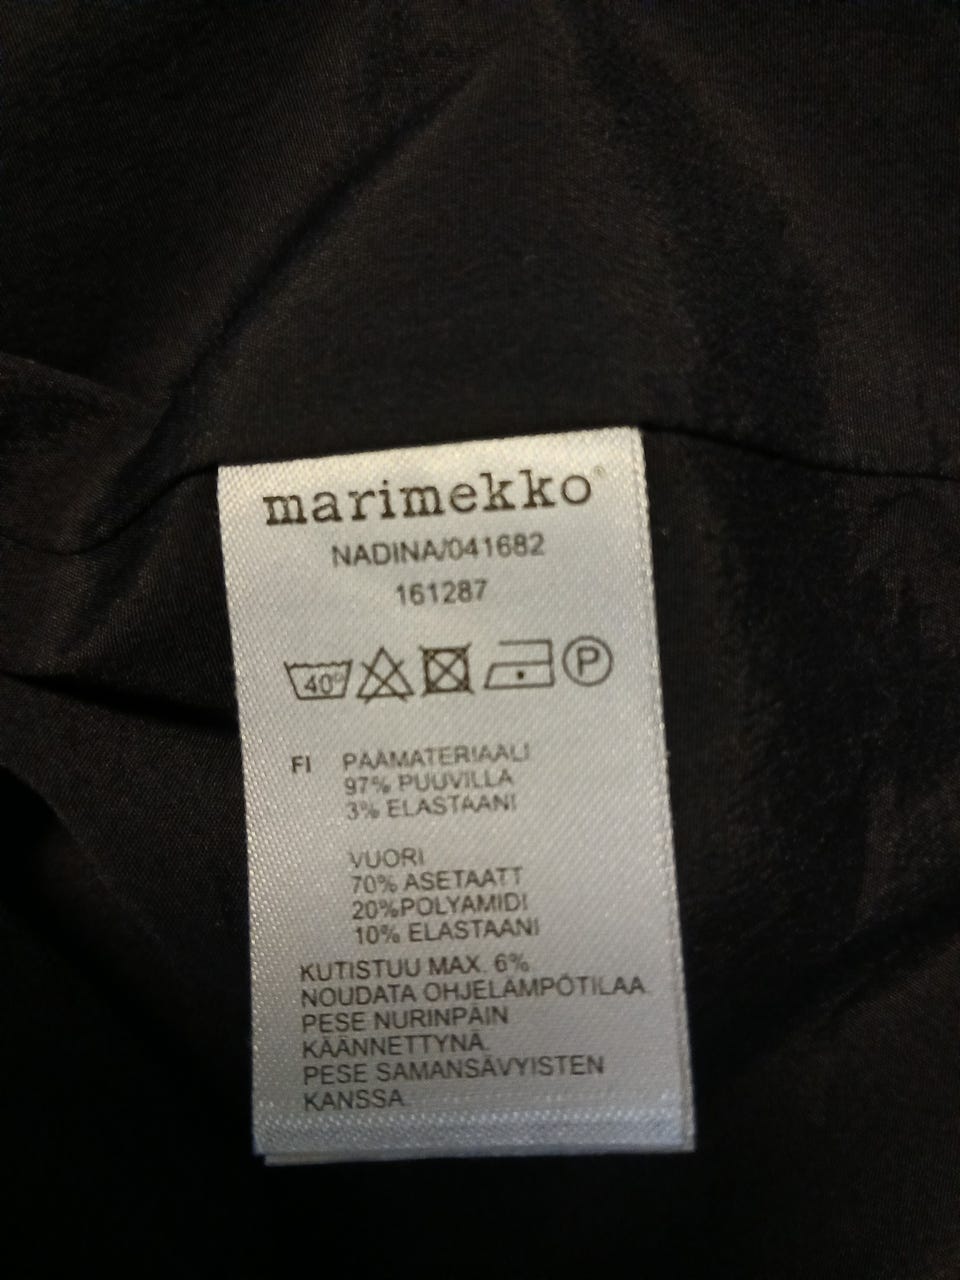 marimekko®
NADINA/041682
161287
40° P
FI PÄÄMATERIAALI
97% PUUVILLA
3% ELASTAANI
VUORI
70% ASETAATT
20%POLYAMIDI
10% ELASTAANI
KUTISTUU MAX. 6%.
NOUDATA OHJELÄMPÖTILAA.
PESE NURINPÄIN
KÄÄNNETTYNÄ.
PESE SAMANSÄVYISTEN
KANSSA.